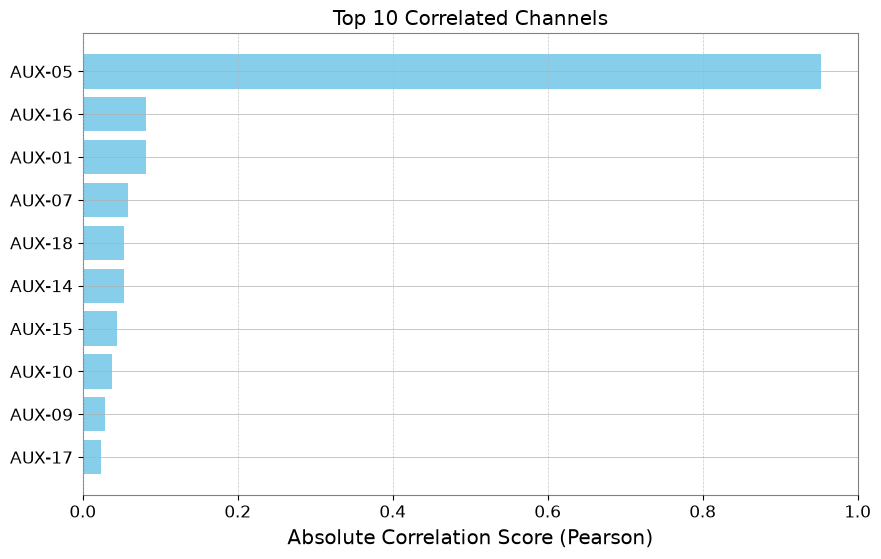 Top 10 Correlated Channels
AUX-05
AUX-16
AUX-01
AUX-07
AUX-18
AUX-14
AUX-15
AUX-10
AUX-09
AUX-17
0.0 0.2 0.4 0.6 0.8 1.0
Absolute Correlation Score (Pearson)